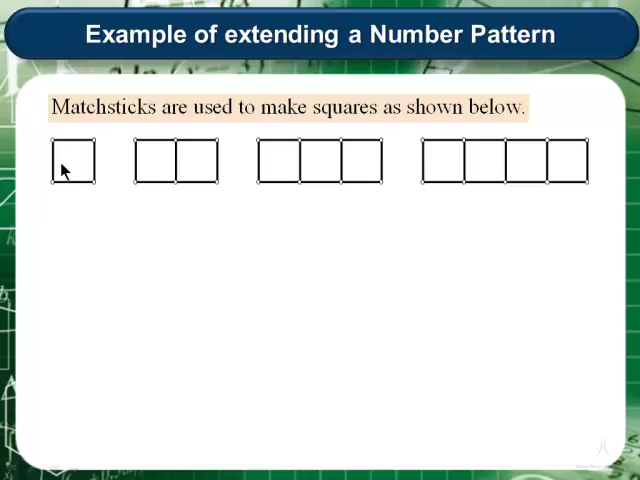 Example of extending a Number Pattern
Matchsticks are used to make squares as shown below.